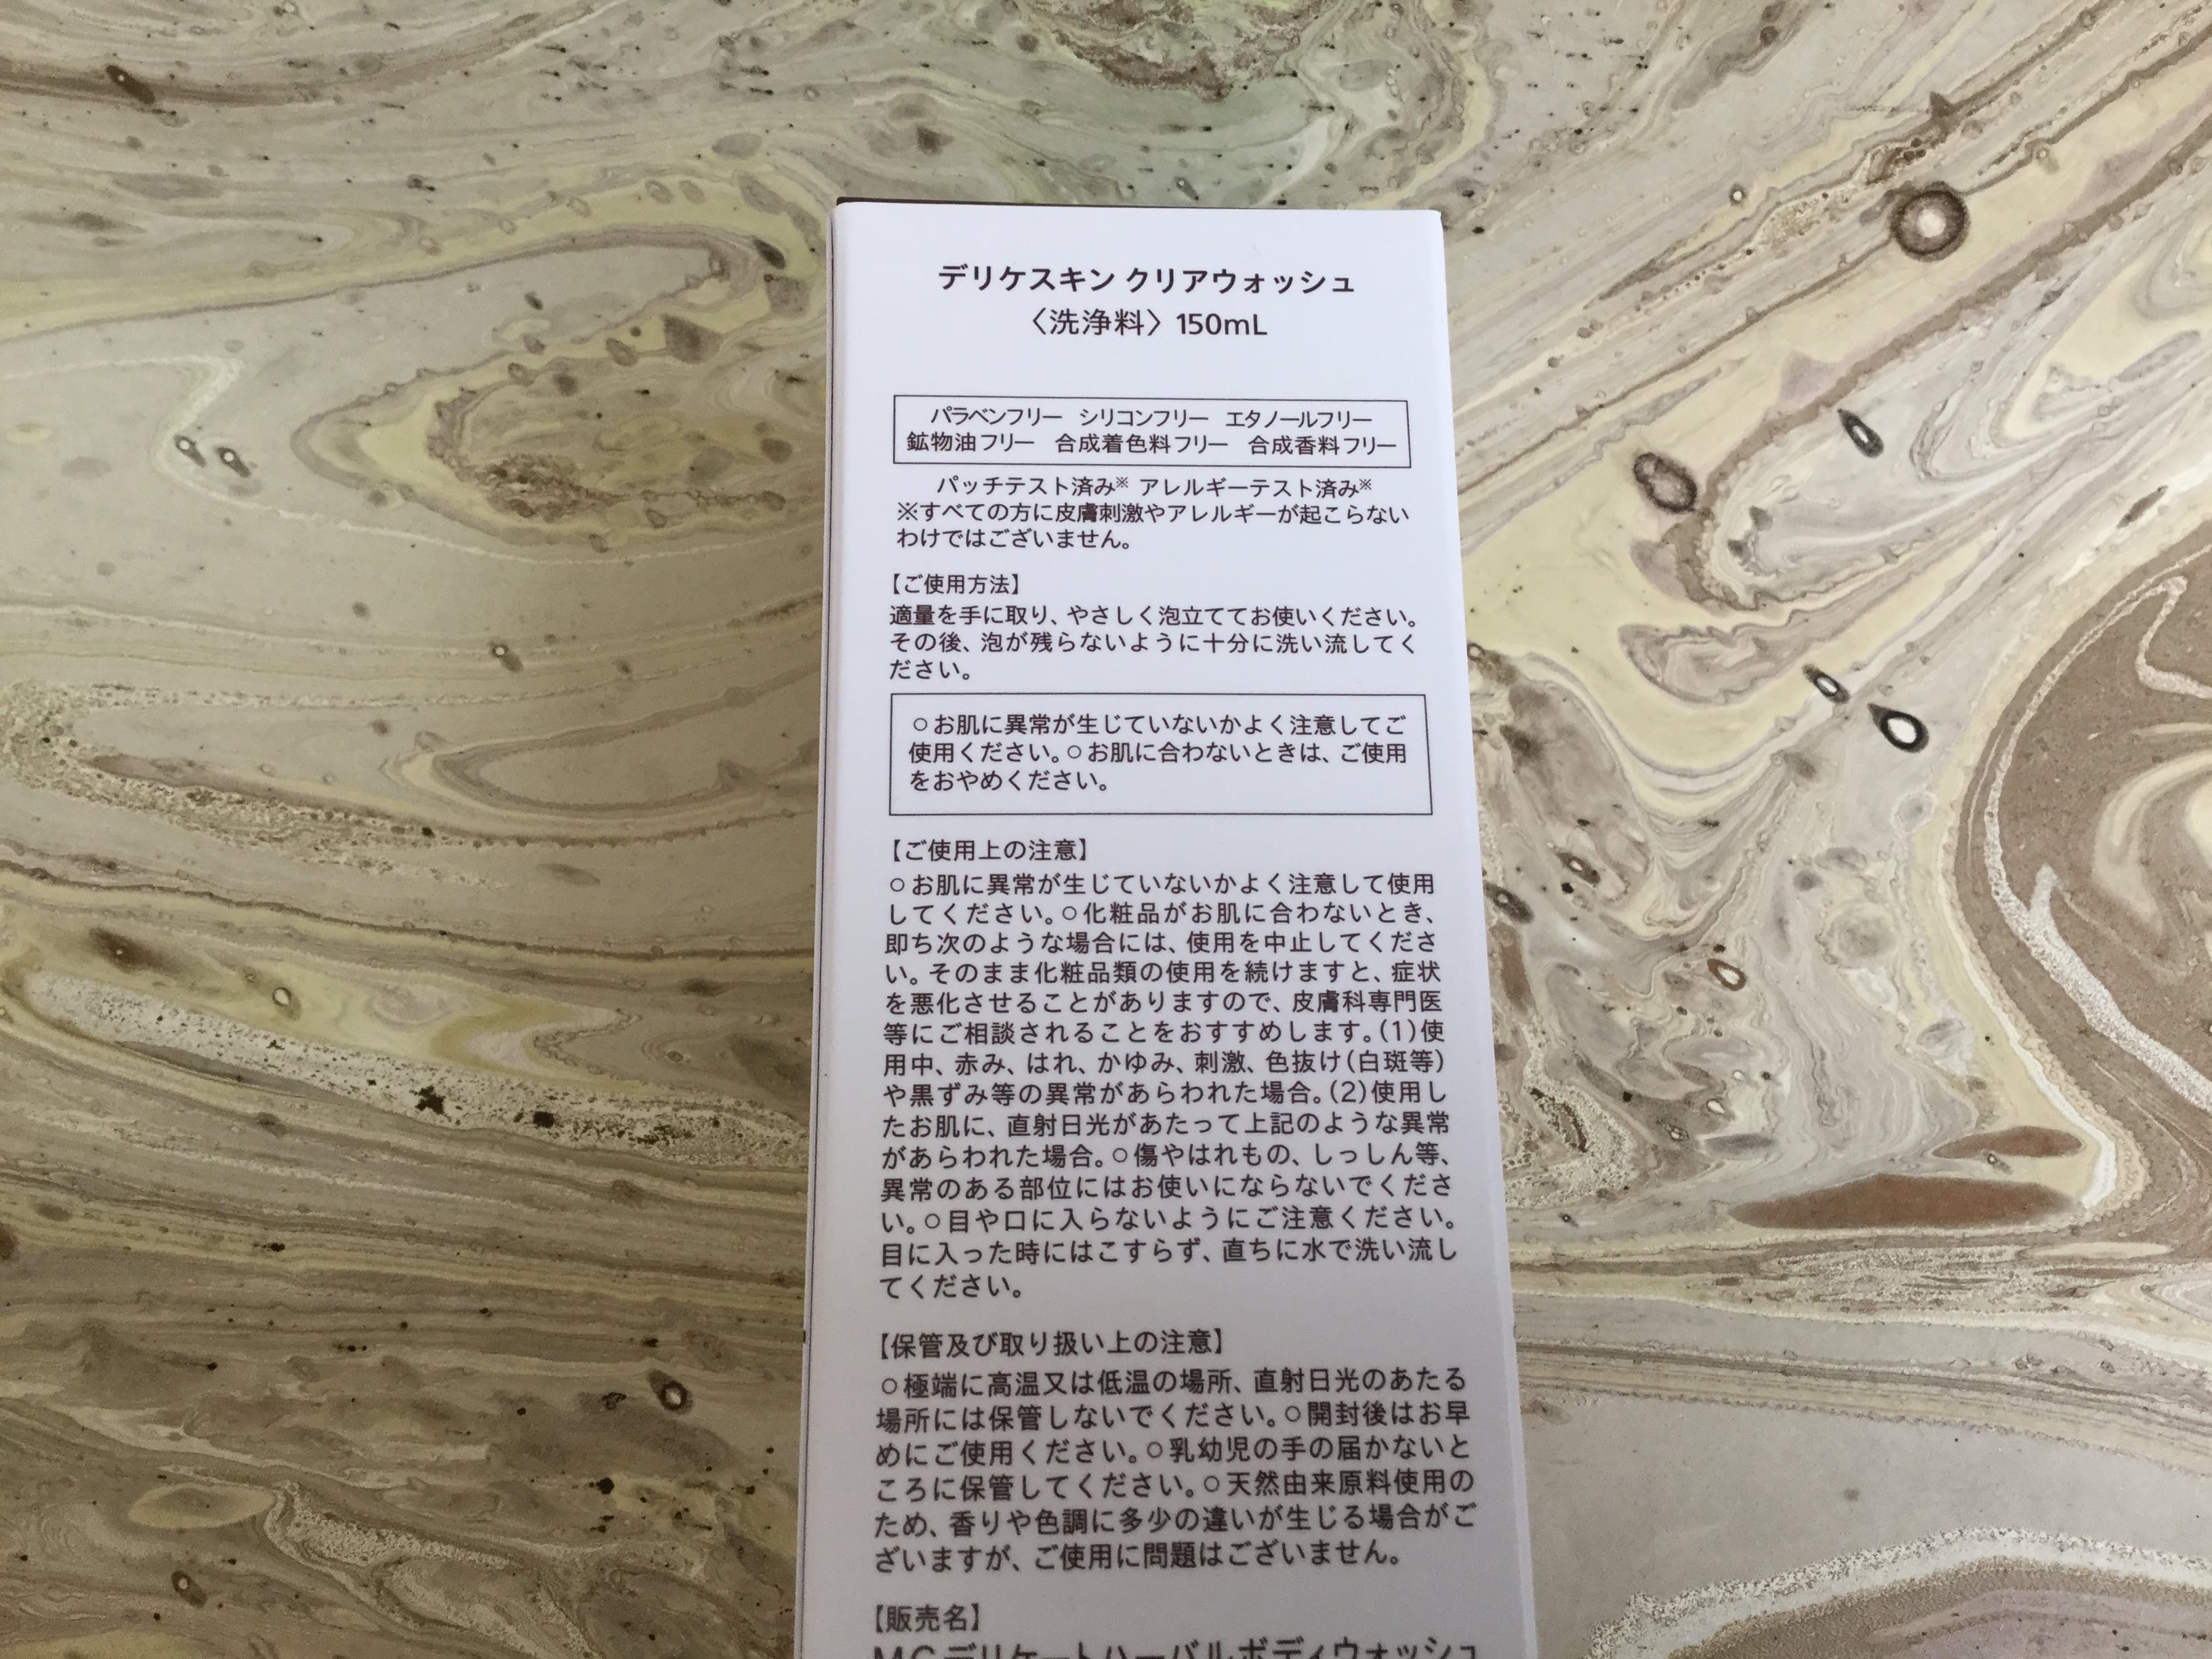 デリケスキン クリアウォッシュ
〈洗浄料〉150mL
パラベンフリー シリコンフリー エタノールフリー
鉱物油フリー 合成着色料フリー 合成香料フリー
パッチテスト済み※ アレルギーテスト済み※
※すべての方に皮膚刺激やアレルギーが起こらない
わけではございません。
【ご使用方法】
適量を手に取り、やさしく泡立ててお使いください。
その後、泡が残らないように十分に洗い流してく
ださい。
○お肌に異常が生じていないかよく注意してご
使用ください。○お肌に合わないときは、ご使用
をおやめください。
【ご使用上の注意】
○お肌に異常が生じていないかよく注意して使用
してください。○化粧品がお肌に合わないとき、
即ち次のような場合には、使用を中止してくださ
い。そのまま化粧品類の使用を続けますと、症状
を悪化させることがありますので、皮膚科専門医
等にご相談されることをおすすめします。(1)使
用中、赤み、はれ、かゆみ、刺激、色抜け(白斑等)
や黒ずみ等の異常があらわれた場合。(2)使用し
たお肌に、直射日光があたって上記のような異常
があらわれた場合。○傷やはれもの、しっしん等、
異常のある部位にはお使いにならないでくださ
い。○目や口に入らないようにご注意ください。
目に入った時にはこすらず、直ちに水で洗い流し
てください。
【保管及び取り扱い上の注意】
○極端に高温又は低温の場所、直射日光のあたる
場所には保管しないでください。○開封後はお早
めにご使用ください。○乳幼児の手の届かないと
ころに保管してください。○天然由来原料使用の
ため、香りや色調に多少の違いが生じる場合がご
ざいますが、ご使用に問題はございません。
【販売名】
MCデリケートハーバルボディウォッシュ